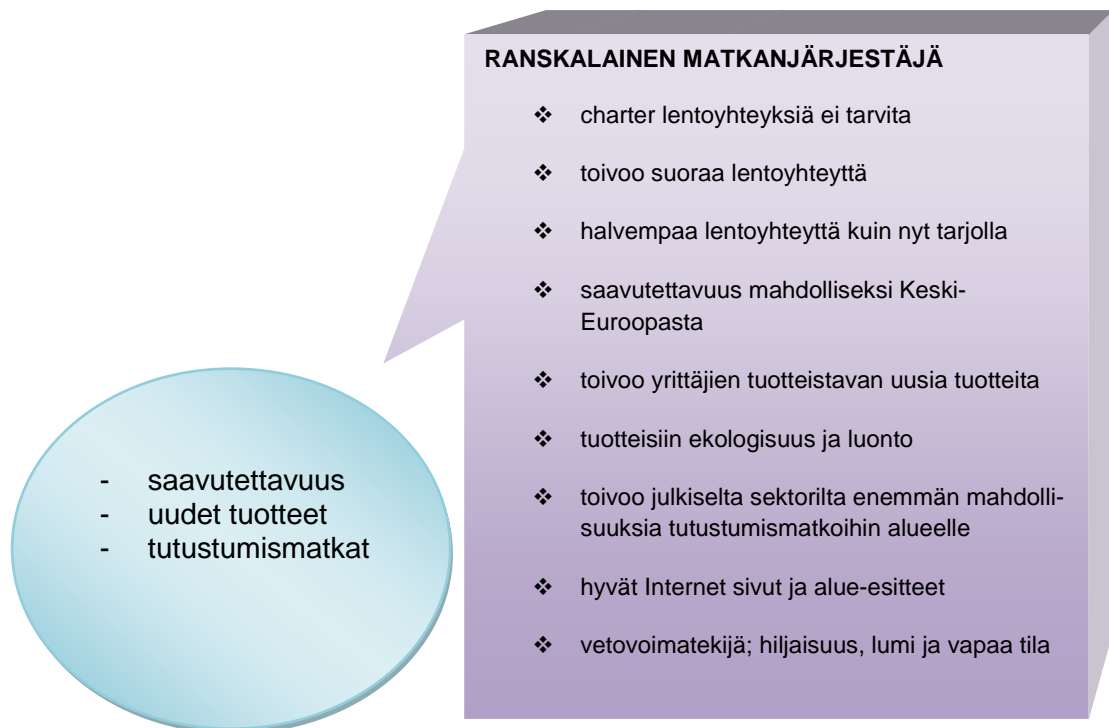 RANSKALAINEN MATKANJÄRJESTÄJÄ
❖ charter lentoyhteyksiä ei tarvita
❖ toivoo suoraa lentoyhteyttä
❖ halvempaa lentoyhteyttä kuin nyt tarjolla
❖ saavutettavuus mahdolliseksi Keski-
Euroopasta
❖ toivoo yrittäjien tuotteistavan uusia tuotteita
❖ tuotteisiin ekologisuus ja luonto
❖ toivoo julkiselta sektorilta enemmän mahdolli-
suuksia tutustumismatkoihin alueelle
❖ hyvät Internet sivut ja alue-esitteet
❖ vetovoimatekijä; hiljaisuus, lumi ja vapaa tila
- saavutettavuus
- uudet tuotteet
- tutustumismatkat